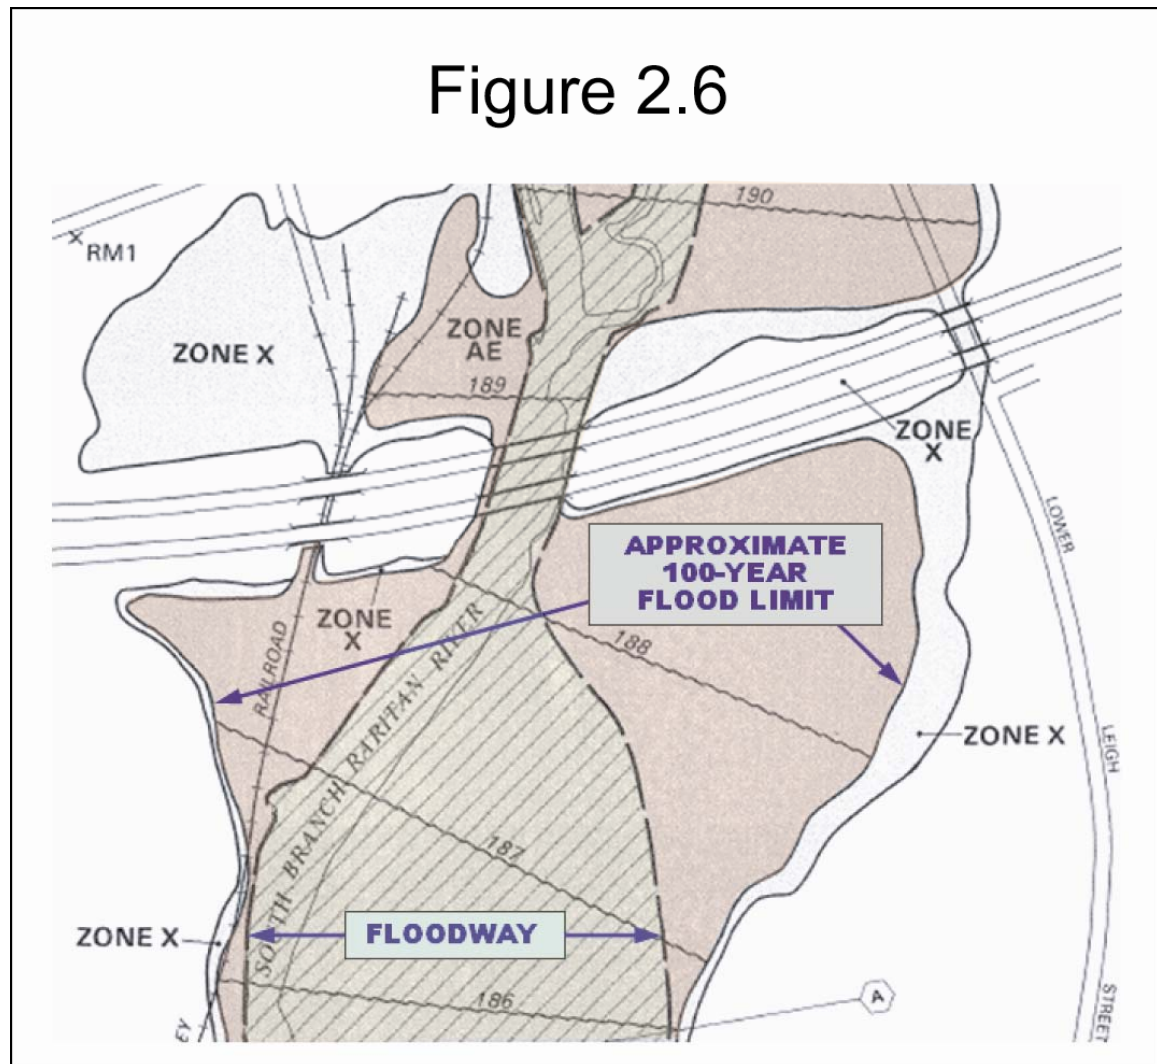 Figure 2.6
190
RM1
ZONE X
ZONE
AE
189
ZONE
X
LOWER
APPROXIMATE
100-YEAR
FLOOD LIMIT
ZONE
X
188
RAILROAD
SOUTH BRANCH RARITAN RIVER
ZONE X
LEIGH
187
ZONE X
FLOODWAY
186
A
STREET
EY